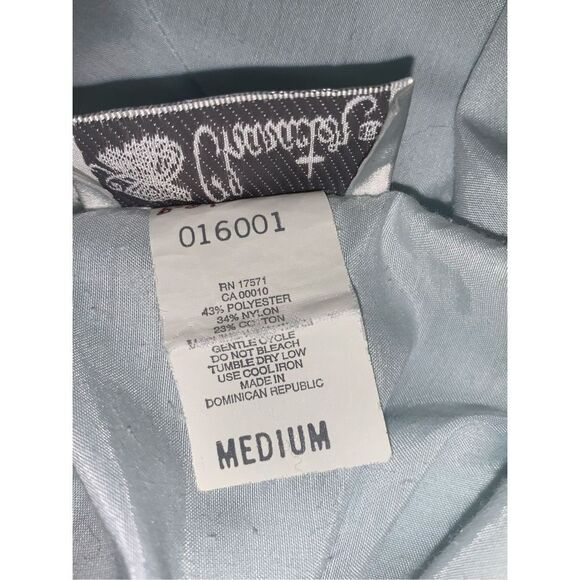 016001
RN 17571
CA 00010
43% POLYESTER
34% NYLON
23% COTTON
GENTLE CYCLE
DO NOT BLEACH
TUMBLE DRY LOW
USE COOL IRON
MADE IN
DOMINICAN REPUBLIC
MEDIUM